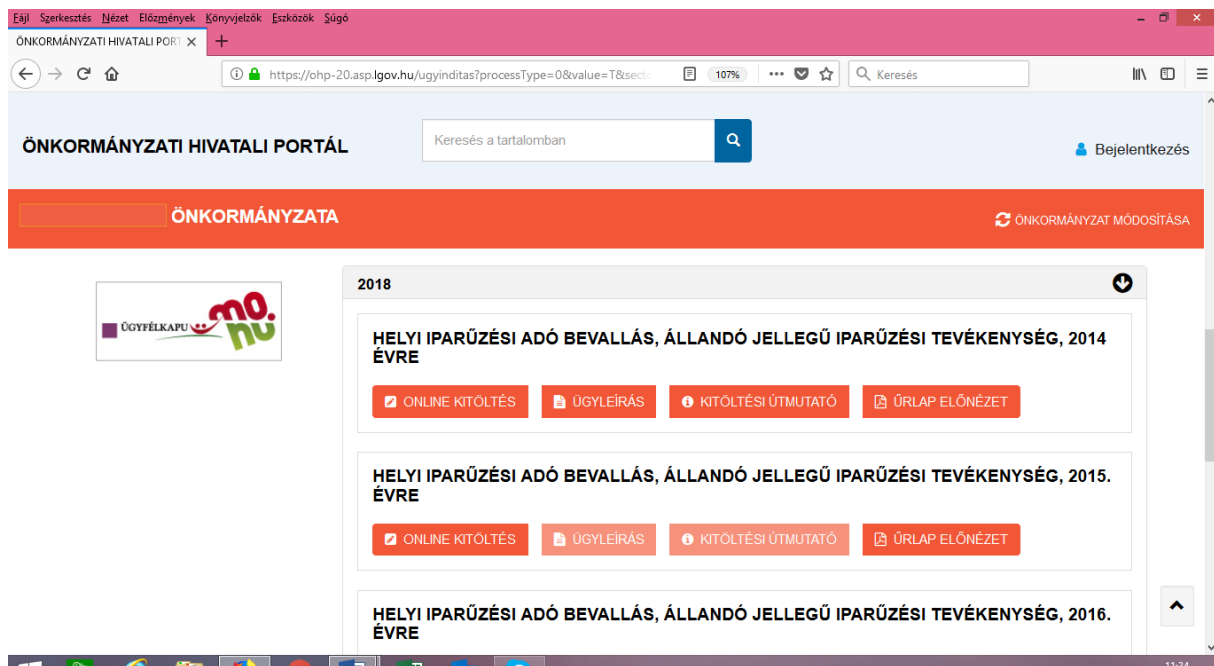 Fájl Szerkesztés Nézet Előzmények Könyvjelzők Eszközök Súgó
ÖNKORMÁNYZATI HIVATALI PORT
https://ohp-20.asp.lgov.hu/ugyinditas?processType=0&value=T&secto 107% Keresés
ÖNKORMÁNYZATI HIVATALI PORTÁL
Keresés a tartalomban
Bejelentkezés
ÖNKORMÁNYZATA
ÖNKORMÁNYZAT MÓDOSÍTÁSA
ÜGYFÉLKAPU mo.hu
2018
HELYI IPARŰZÉSI ADÓ BEVALLÁS, ÁLLANDÓ JELLEGŰ IPARŰZÉSI TEVÉKENYSÉG, 2014
ÉVRE
ONLINE KITÖLTÉS ÜGYLEÍRÁS KITÖLTÉSI ÚTMUTATÓ ŰRLAP ELŐNÉZET
HELYI IPARŰZÉSI ADÓ BEVALLÁS, ÁLLANDÓ JELLEGŰ IPARŰZÉSI TEVÉKENYSÉG, 2015.
ÉVRE
ONLINE KITÖLTÉS ÜGYLEÍRÁS KITÖLTÉSI ÚTMUTATÓ ŰRLAP ELŐNÉZET
HELYI IPARŰZÉSI ADÓ BEVALLÁS, ÁLLANDÓ JELLEGŰ IPARŰZÉSI TEVÉKENYSÉG, 2016.
ÉVRE